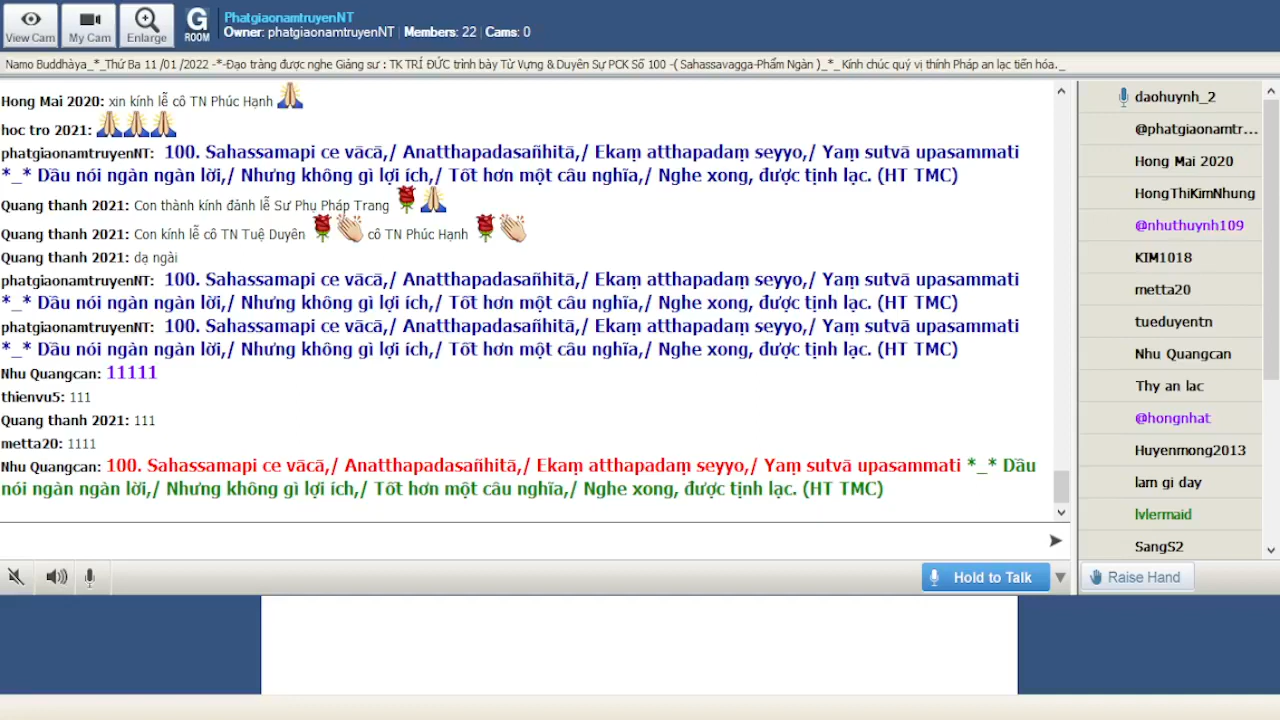 View Cam
My Cam
Enlarge
G
ROOM
PhatgiaonamtruyenNT
Owner: phatgiaonamtruyenNT | Members: 22 | Cams: 0
Namo Buddhàya_*_Thứ Ba 11 /01 /2022 -*-Đạo tràng được nghe Giảng sư : TK TRÍ ĐỨC trình bày Từ Vựng & Duyên Sự PCK Số 100 -( Sahassavagga-Phẩm Ngàn )_*_ Kính chúc quý vị thính Pháp an lạc tiến hóa._
Hong Mai 2020: xin kính lễ cô TN Phúc Hạnh 🙏
hoc tro 2021: 🙏🙏🙏
phatgiaonamtruyenNT: 100. Sahassamapi ce vācā,/ Anatthapadasañhitā,/ Ekaṃ atthapadaṃ seyyo,/ Yaṃ sutvā upasammati
*_* Dầu nói ngàn ngàn lời,/ Nhưng không gì lợi ích,/ Tốt hơn một câu nghĩa,/ Nghe xong, được tịnh lạc. (HT TMC)
Quang thanh 2021: Con thành kính đảnh lễ Sư Phụ Pháp Trang 🌹🙏
Quang thanh 2021: Con kính lễ cô TN Tuệ Duyên 🌹👏 cô TN Phúc Hạnh 🌹👏
Quang thanh 2021: dạ ngài
phatgiaonamtruyenNT: 100. Sahassamapi ce vācā,/ Anatthapadasañhitā,/ Ekaṃ atthapadaṃ seyyo,/ Yaṃ sutvā upasammati
*_* Dầu nói ngàn ngàn lời,/ Nhưng không gì lợi ích,/ Tốt hơn một câu nghĩa,/ Nghe xong, được tịnh lạc. (HT TMC)
phatgiaonamtruyenNT: 100. Sahassamapi ce vācā,/ Anatthapadasañhitā,/ Ekaṃ atthapadaṃ seyyo,/ Yaṃ sutvā upasammati
*_* Dầu nói ngàn ngàn lời,/ Nhưng không gì lợi ích,/ Tốt hơn một câu nghĩa,/ Nghe xong, được tịnh lạc. (HT TMC)
Nhu Quangcan: 11111
thienvu5: 111
Quang thanh 2021: 111
metta20: 1111
Nhu Quangcan: 100. Sahassamapi ce vācā,/ Anatthapadasañhitā,/ Ekaṃ atthapadaṃ seyyo,/ Yaṃ sutvā upasammati *_* Dầu
nói ngàn ngàn lời,/ Nhưng không gì lợi ích,/ Tốt hơn một câu nghĩa,/ Nghe xong, được tịnh lạc. (HT TMC)
Hold to Talk
daohuynh_2
@phatgiaonamtr...
Hong Mai 2020
HongThiKimNhung
@nhuthuynh109
KIM1018
metta20
tueduyentn
Nhu Quangcan
Thy an lac
@hongnhat
Huyenmong2013
lam gi day
lvlermaid
SangS2
Raise Hand